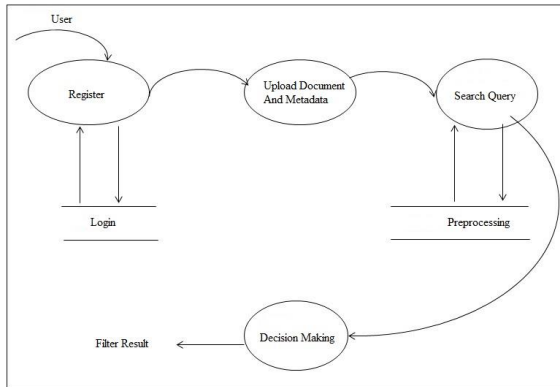 User
Register
Upload Document
And Metadata
Search Query
Login
Preprocessing
Filter Result
Decision Making